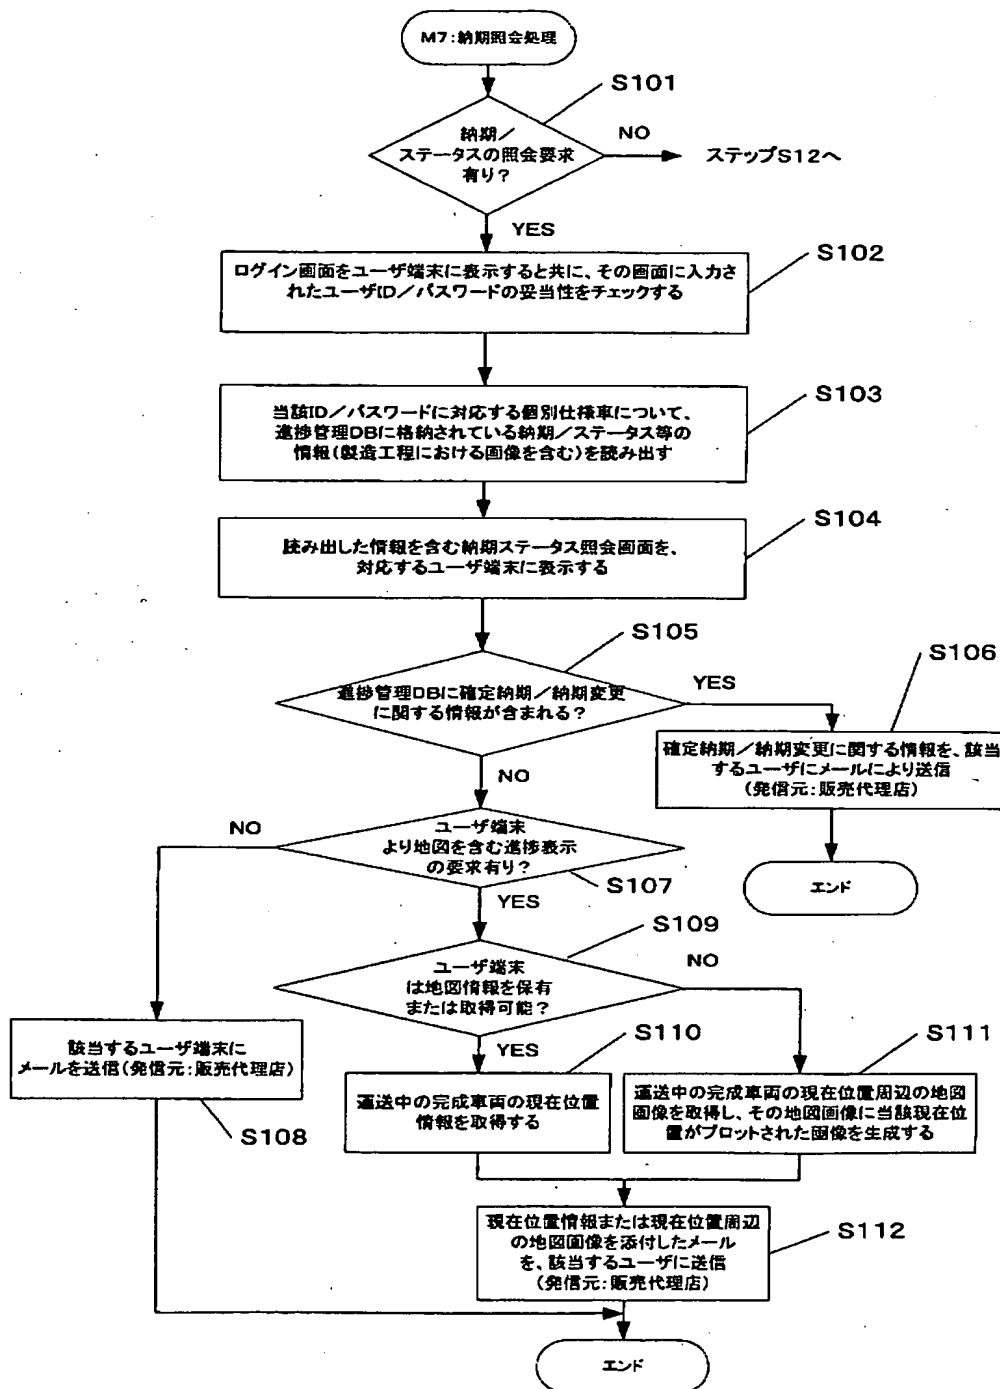 M7:納期照会処理
S101
納期／
ステータスの照会要求
有り？
NO
ステップS12へ
YES
S102
ログイン画面をユーザ端末に表示すると共に、その画面に入力さ
れたユーザID／パスワードの妥当性をチェックする
S103
当該ID／パスワードに対応する個別仕様車について、
進捗管理DBに格納されている納期／ステータス等の
情報(製造工程における画像を含む)を読み出す
S104
読み出した情報を含む納期ステータス照会画面を、
対応するユーザ端末に表示する
S105
進捗管理DBに確定納期／納期変更
に関する情報が含まれる？
YES
S106
確定納期／納期変更に関する情報を、該当
するユーザにメールにより送信
(発信元:販売代理店)
エンド
NO
ユーザ端末
より地図を含む進捗表示
の要求有り？
NO
S107
YES
S109
ユーザ端末
は地図情報を保有
または取得可能？
NO
該当するユーザ端末に
メールを送信(発信元:販売代理店)
S108
YES
S110
運送中の完成車両の現在位置
情報を取得する
S111
運送中の完成車両の現在位置周辺の地図
画像を取得し、その地図画像に当該現在位
置がプロットされた画像を生成する
現在位置情報または現在位置周辺
の地図画像を添付したメール
を、該当するユーザに送信
(発信元:販売代理店)
S112
エンド